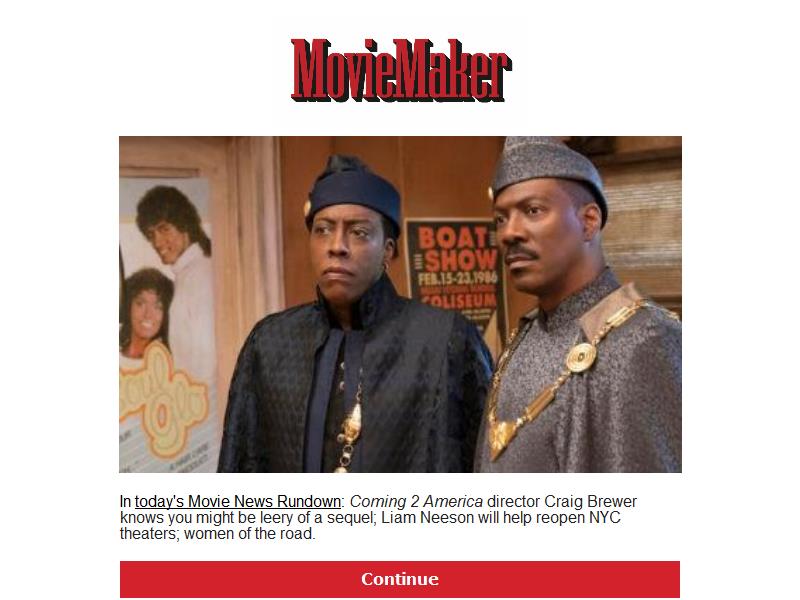 MovieMaker
BOAT
SHOW
FEB.15-23,1986
COLISEUM
Soul
Glo
In today's Movie News Rundown: Coming 2 America director Craig Brewer
knows you might be leery of a sequel; Liam Neeson will help reopen NYC
theaters; women of the road.
Continue